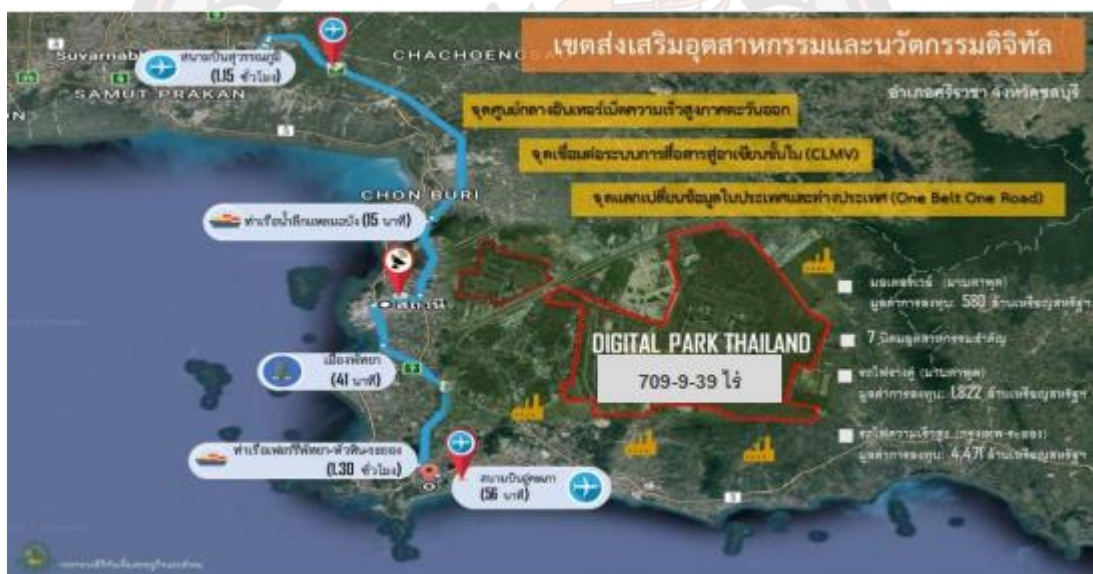 เขตส่งเสริมอุตสาหกรรมและนวัตกรรมดิจิทัล
อำเภอศรีราชา จังหวัดชลบุรี
Suvarnab
สนามบินสุวรรณภูมิ
(1.15 ชั่วโมง)
CHACHOENGSAO
SAMUT PRAKAN
จุดศูนย์กลางอินเทอร์เน็ตความเร็วสูงภาคตะวันออก
จุดเชื่อมต่อระบบการสื่อสารสู่อาเซียนชั้นใน (CLMV)
จุดแลกเปลี่ยนข้อมูลในประเทศและต่างประเทศ (One Belt One Road)
CHON BURI
ท่าเรือน้ำลึกแหลมฉบัง (15 นาที)
สถานี
DIGITAL PARK THAILAND
709-9-39 ไร่
มอเตอร์เวย์ (มาบตาพุด)
มูลค่าการลงทุน: 580 ล้านเหรียญสหรัฐฯ
7 นิคมอุตสาหกรรมสำคัญ
รถไฟรางคู่ (มาบตาพุด)
มูลค่าการลงทุน: 1,822 ล้านเหรียญสหรัฐฯ
รถไฟความเร็วสูง (กรุงเทพ-ระยอง)
มูลค่าการลงทุน: 4,471 ล้านเหรียญสหรัฐฯ
เมืองพัทยา
(41 นาที)
7
ท่าเรือเฟอร์รี่พัทยา-หัวหิน-ระยอง
(1.30 ชั่วโมง)
สนามบินอู่ตะเภา
(56 นาที)
3
3